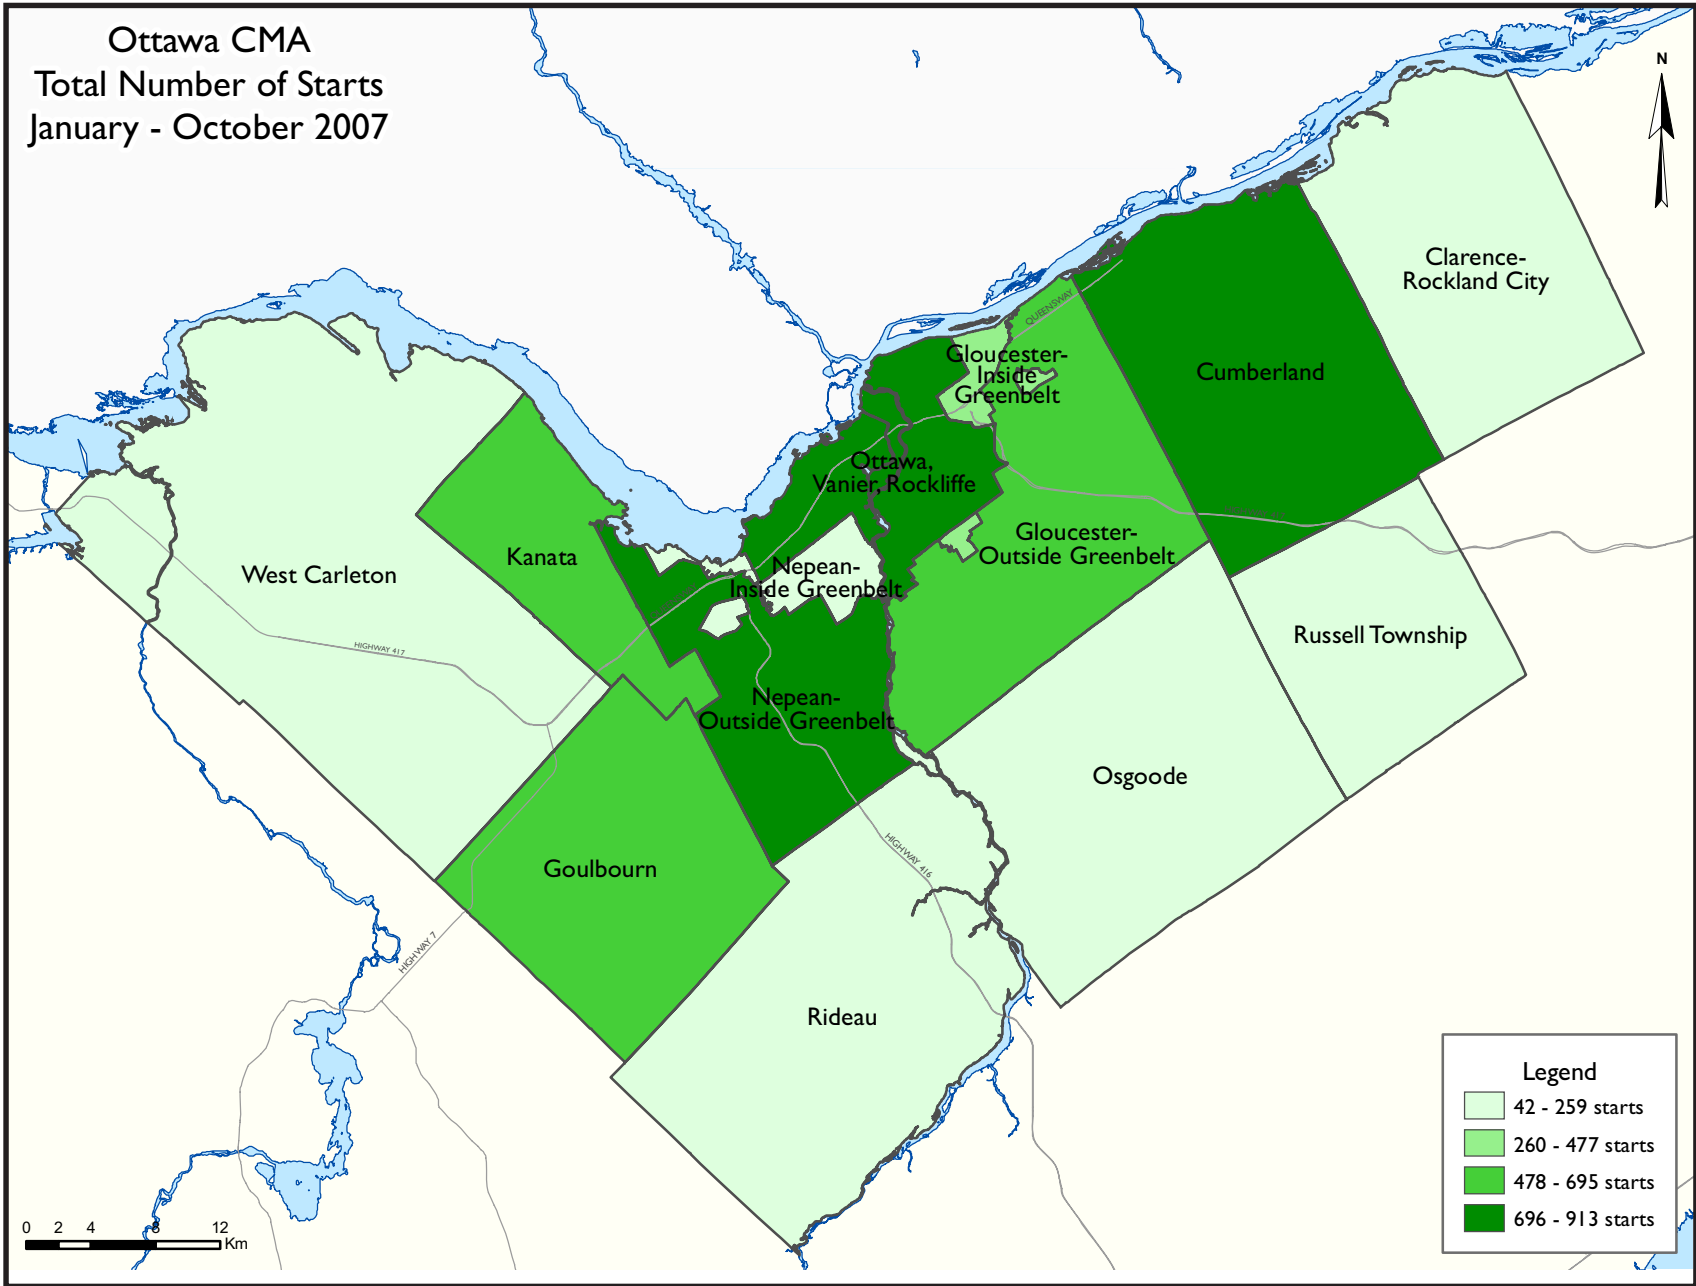 Ottawa CMA
Total Number of Starts
January - October 2007
N
Clarence-
Rockland City
QUEENSWAY
Gloucester-
Inside
Greenbelt
Cumberland
Ottawa,
Vanier, Rockliffe
Gloucester-
Outside Greenbelt
Kanata
West Carleton
Nepean-
Inside Greenbelt
Russell Township
HIGHWAY 417
Nepean-
Outside Greenbelt
Osgoode
Goulbourn
HIGHWAY 416
HIGHWAY 7
Rideau
Legend
42 - 259 starts
260 - 477 starts
478 - 695 starts
696 - 913 starts
0 2 4 8 12
Km